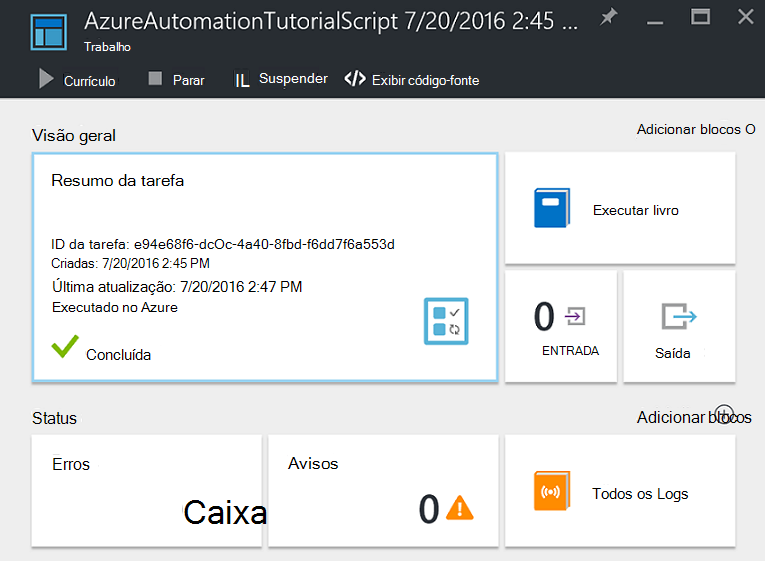 AzureAutomationTutorialScript 7/20/2016 2:45 ...
Trabalho
Currículo
Parar
Suspender
Exibir código-fonte
Visão geral
Adicionar blocos O
Resumo da tarefa
ID da tarefa: e94e68f6-dcOc-4a40-8fbd-f6dd7f6a553d
Criadas: 7/20/2016 2:45 PM
Última atualização: 7/20/2016 2:47 PM
Executado no Azure
Concluída
Executar livro
0
ENTRADA
Saída
Status
Adicionar blocos
Erros
Caixa
Avisos
0
Todos os Logs